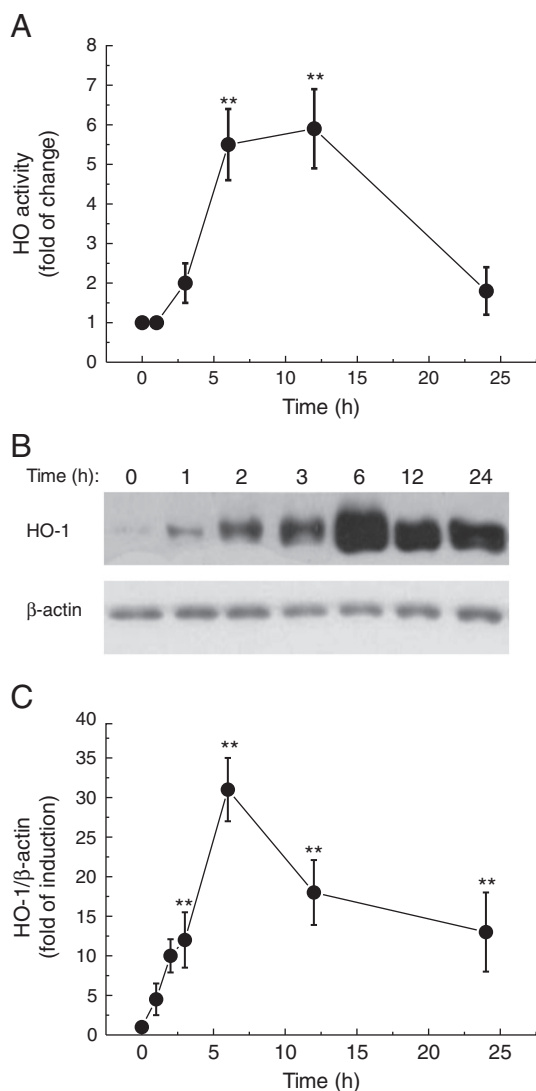 A
8
7
6
5
4
3
2
1
0
HO activity
(fold of change)
**
**
0 5 10 15 20 25
Time (h)
B
Time (h): 0 1 2 3 6 12 24
HO-1
β-actin
C
40
35
30
25
20
15
10
5
0
HO-1/β-actin
(fold of induction)
**
**
**
**
0 5 10 15 20 25
Time (h)